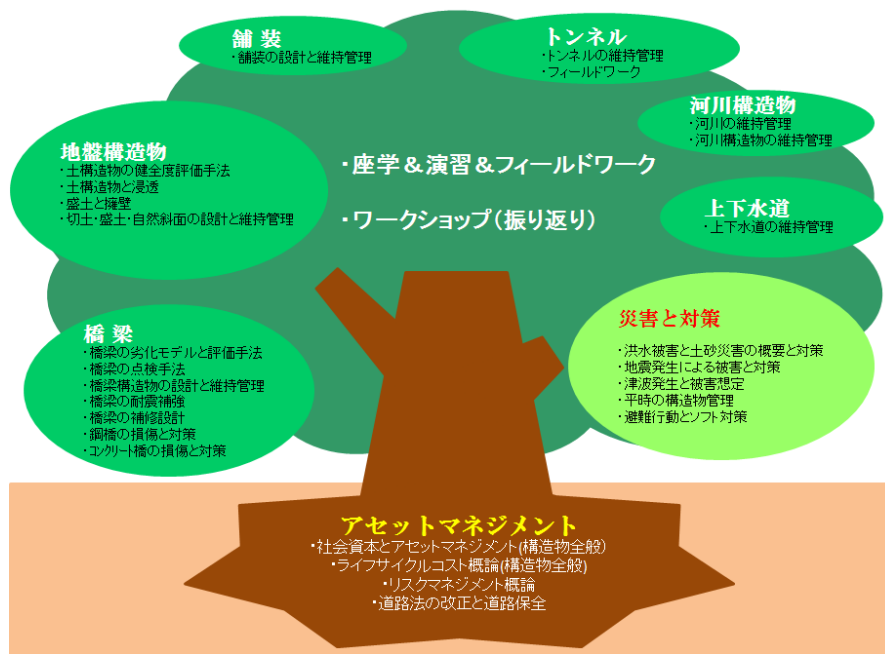 舗 装
・舗装の設計と維持管理
トンネル
・トンネルの維持管理
・フィールドワーク
河川構造物
・河川の維持管理
・河川構造物の維持管理
地盤構造物
・土構造物の健全度評価手法
・土構造物と浸透
・盛土と擁壁
・切土・盛土・自然斜面の設計と維持管理
・座学&演習&フィールドワーク
・ワークショップ(振り返り)
上下水道
・上下水道の維持管理
橋 梁
・橋梁の劣化モデルと評価手法
・橋梁の点検手法
・橋梁構造物の設計と維持管理
・橋梁の耐震補強
・橋梁の補修設計
・鋼橋の損傷と対策
・コンクリート橋の損傷と対策
災害と対策
・洪水被害と土砂災害の概要と対策
・地震発生による被害と対策
・津波発生と被害想定
・平時の構造物管理
・避難行動とソフト対策
アセットマネジメント
・社会資本とアセットマネジメント(構造物全般)
・ライフサイクルコスト概論(構造物全般)
・リスクマネジメント概論
・道路法の改正と道路保全